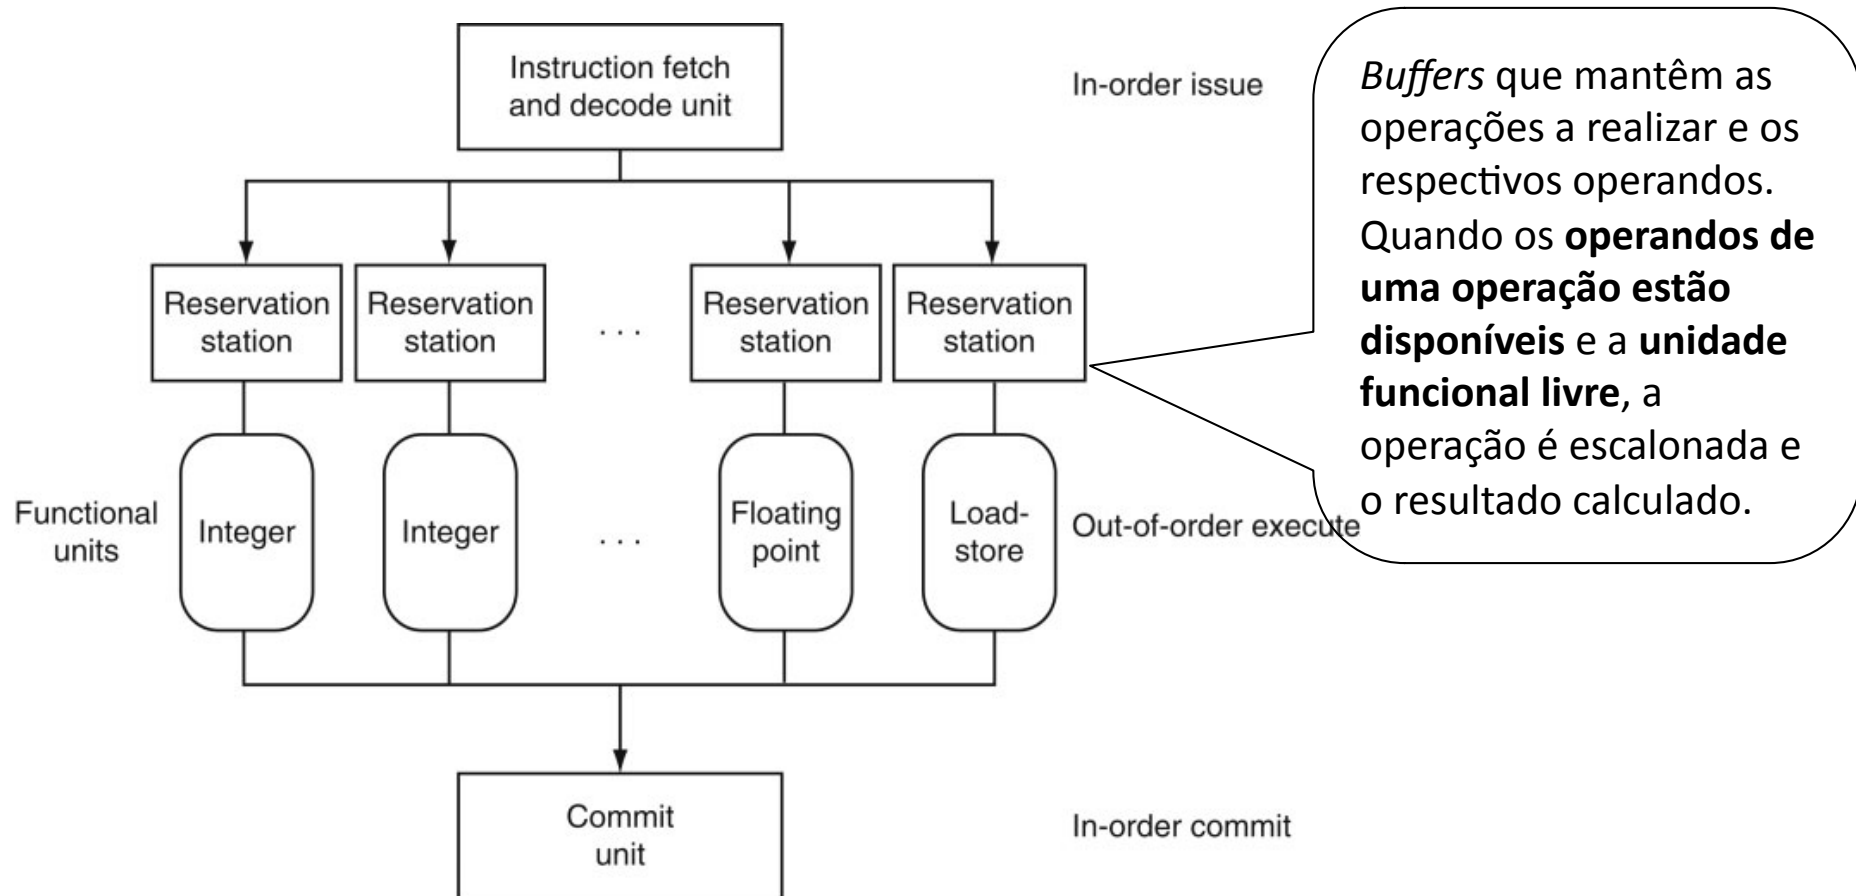 Instruction fetch
and decode unit
In-order issue
Buffers que mantêm as
operações a realizar e os
respectivos operandos.
Quando os operandos de
uma operação estão
disponíveis e a unidade
funcional livre, a
operação é escalonada e
o resultado calculado.
Reservation
station
Reservation
station
. . .
Reservation
station
Reservation
station
Functional
units
Integer
Integer
. . .
Floating
point
Load-
store
Out-of-order execute
Commit
unit
In-order commit